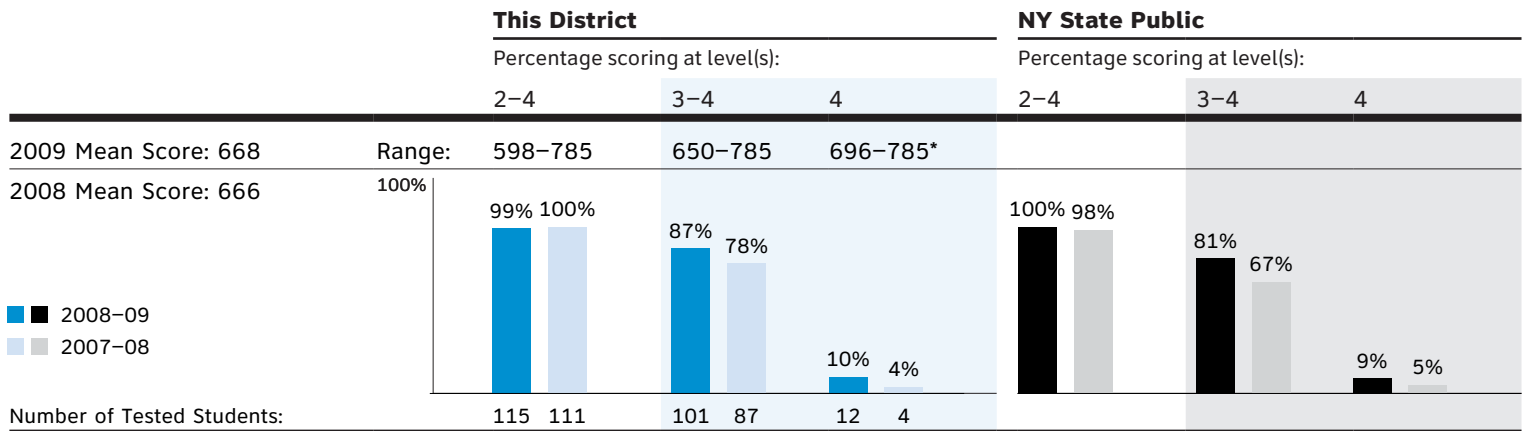 This District NY State Public
Percentage scoring at level(s): Percentage scoring at level(s):
2–4 3–4 4 2–4 3–4 4
2009 Mean Score: 668 Range: 598–785 650–785 696–785*
2008 Mean Score: 666 100%
99% 100% 87% 78% 10% 4% 100% 98% 81% 67% 9% 5%
2008–09
2007–08
Number of Tested Students: 115 111 101 87 12 4